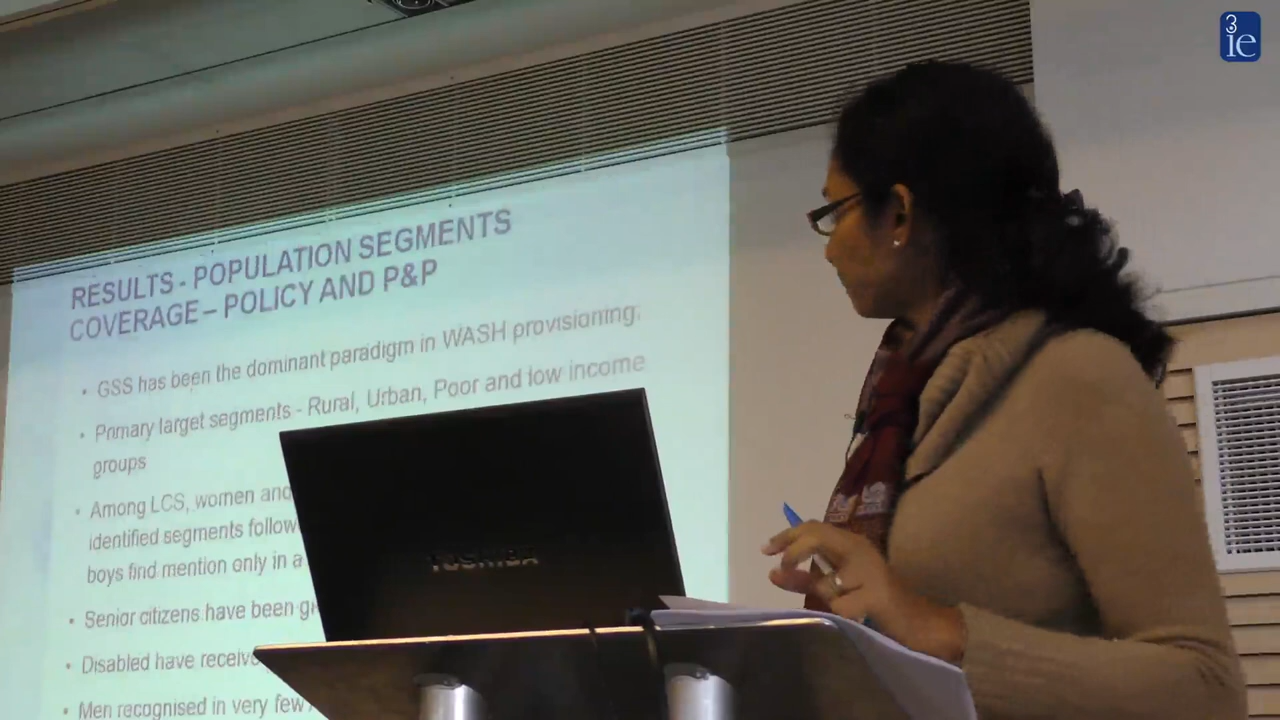 3ie
RESULTS - POPULATION SEGMENTS
COVERAGE – POLICY AND P&P
• GSS has been the dominant paradigm in WASH provisioning.
• Primary target segments - Rural, Urban, Poor and low income
groups
• Among LCS, women and
identified segments follow
boys find mention only in a
• Senior citizens have been
• Disabled have
• Men recognised in very few
TOSHIBA